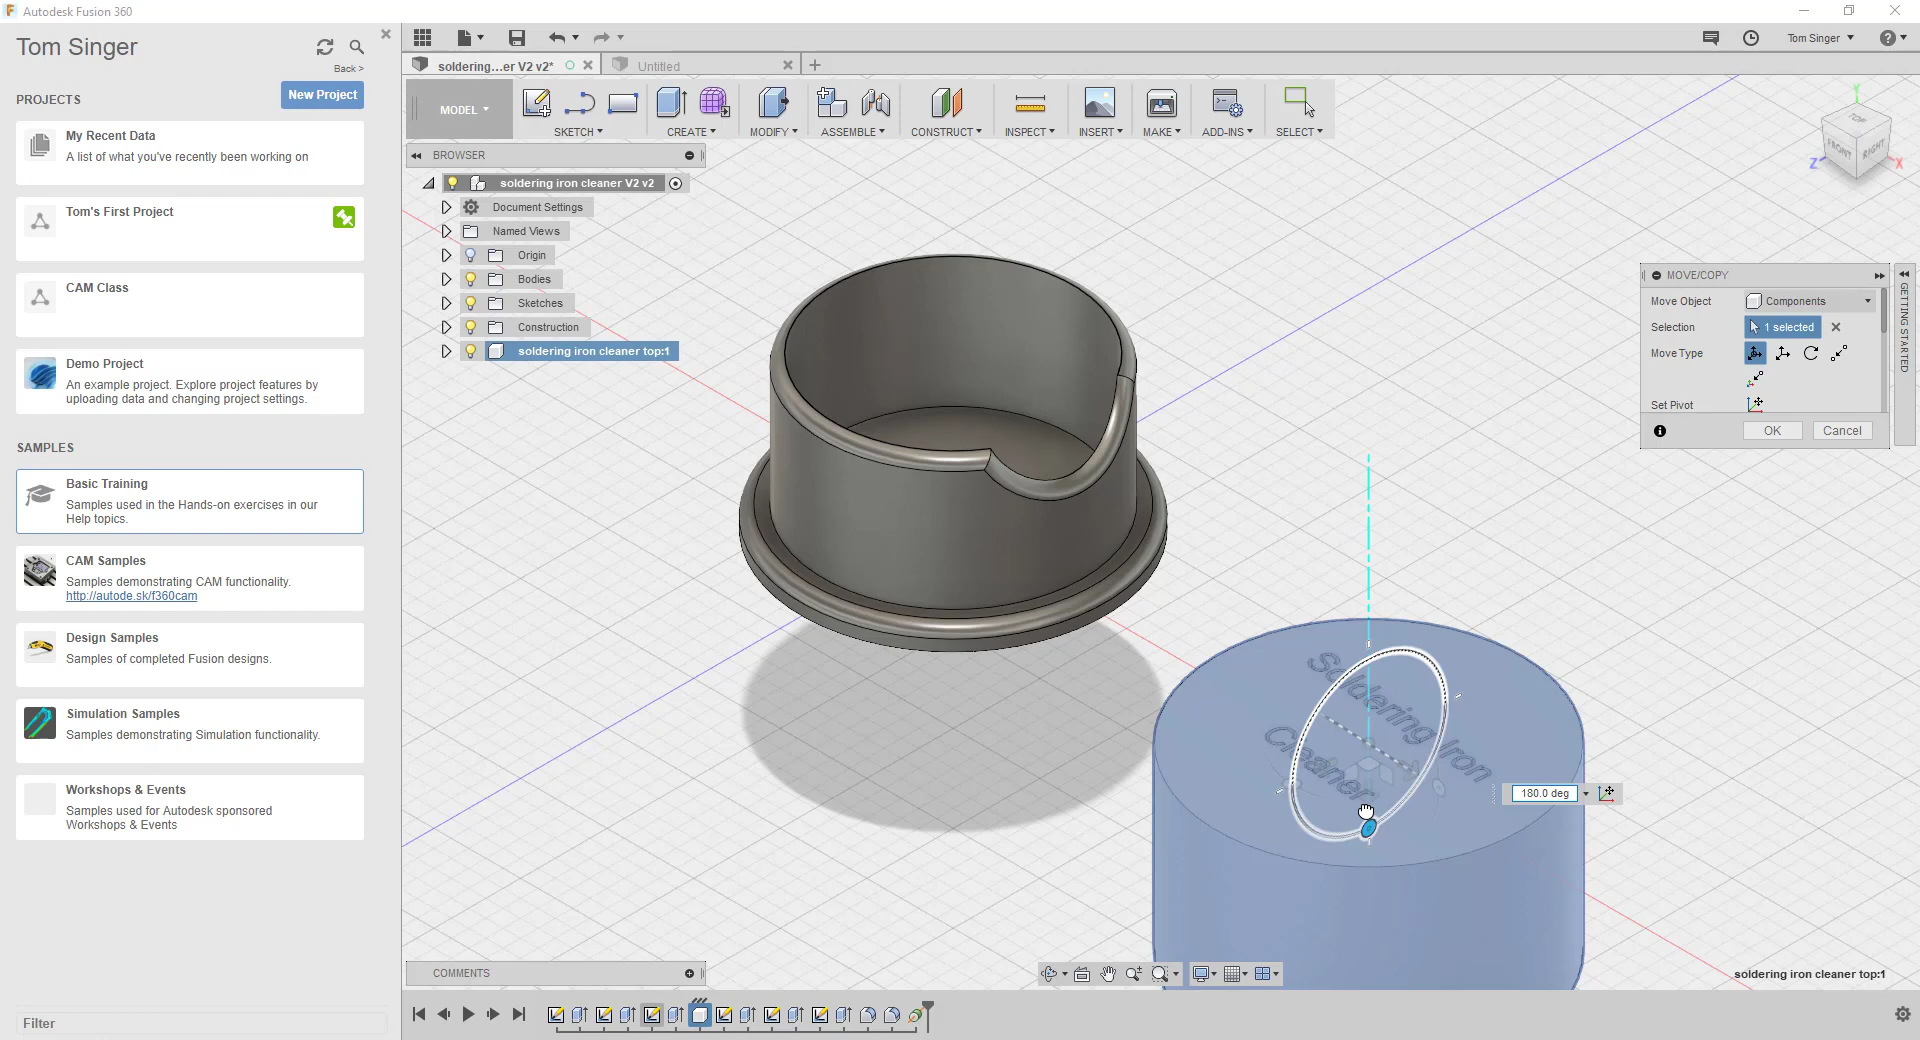 Autodesk Fusion 360
Tom Singer
Back >
PROJECTS
New Project
My Recent Data
A list of what you've recently been working on
Tom's First Project
CAM Class
Demo Project
An example project. Explore project features by
uploading data and changing project settings.
SAMPLES
Basic Training
Samples used in the Hands-on exercises in our
Help topics.
CAM Samples
Samples demonstrating CAM functionality.
http://autode.sk/f360cam
Design Samples
Samples of completed Fusion designs.
Simulation Samples
Samples demonstrating Simulation functionality.
Workshops & Events
Samples used for Autodesk sponsored
Workshops & Events
Filter
Tom Singer
soldering...er V2 v2*
Untitled
MODEL
SKETCH
CREATE
MODIFY
ASSEMBLE
CONSTRUCT
INSPECT
INSERT
MAKE
ADD-INS
SELECT
BROWSER
soldering iron cleaner V2 v2
Document Settings
Named Views
Origin
Bodies
Sketches
Construction
soldering iron cleaner top:1
Y
TOP
FRONT
RIGHT
Z
X
MOVE/COPY
Move Object
Components
Selection
1 selected
Move Type
Set Pivot
OK
Cancel
GETTING STARTED
Soldering Iron
Cleaner
180.0 deg
COMMENTS
soldering iron cleaner top:1